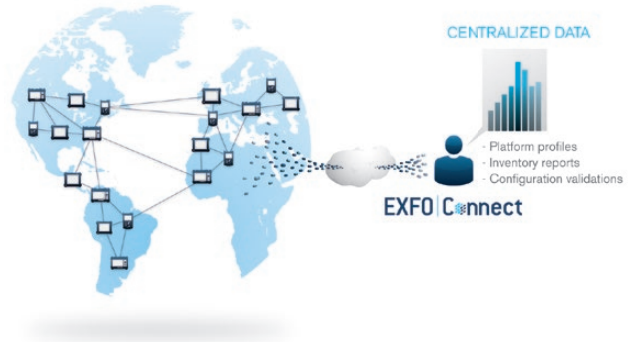 CENTRALIZED DATA
· Platform profiles
· Inventory reports
· Configuration validations
EXFO|Connect